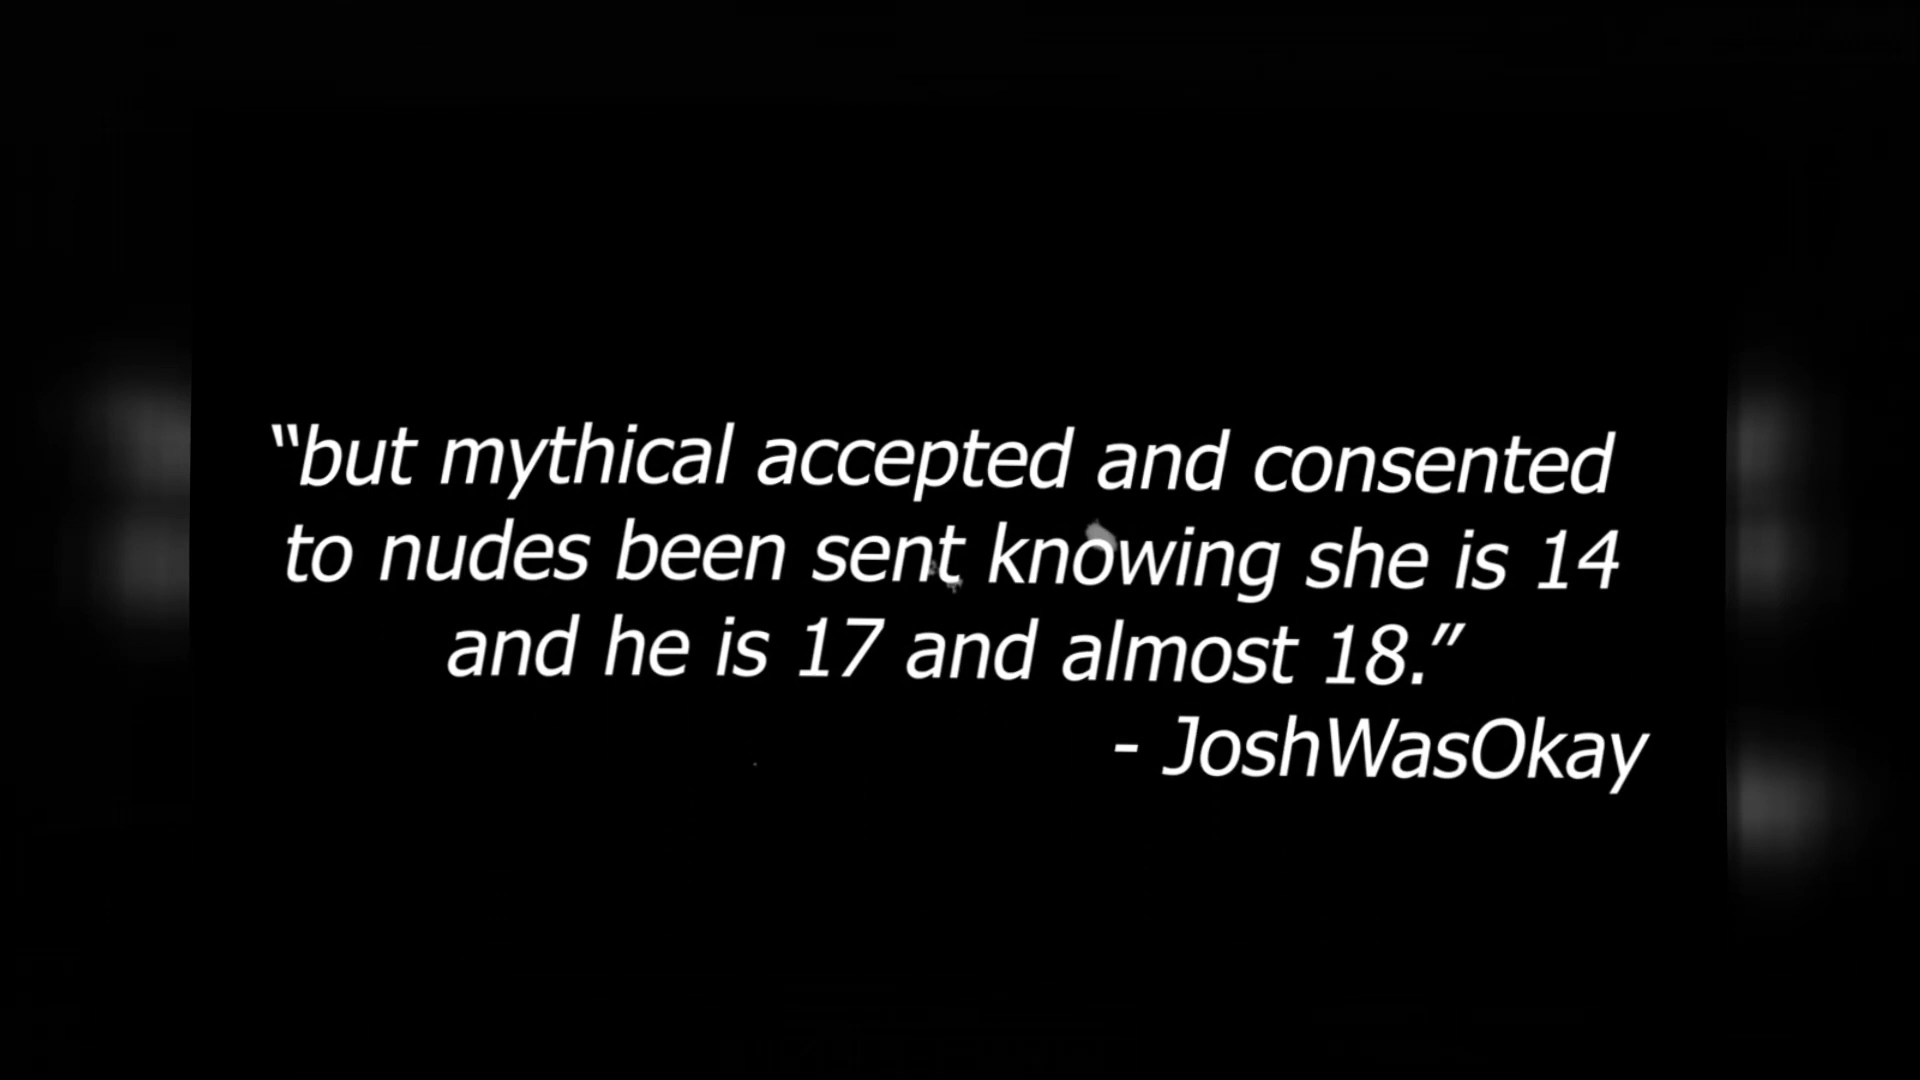 “but mythical accepted and consented
to nudes been sent knowing she is 14
and he is 17 and almost 18.”
- JoshWasOkay